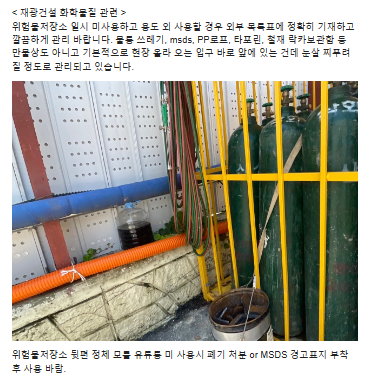 < 재광건설 화학물질 관련 >
위험물저장소 일시 미사용하고 용도 외 사용할 경우 외부 목록표에 정확히 기재하고
깔끔하게 관리 바랍니다. 물통 쓰레기, msds, PP로프, 타포린, 철재 락카보관함 등
만물상도 아니고 기본적으로 현장 올라 오는 입구 바로 앞에 있는 건데 눈살 찌푸려
질 정도로 관리되고 있습니다.
위험물저장소 뒷편 정체 모를 유류통 미 사용시 폐기 처분 or MSDS 경고표지 부착
후 사용 바람.